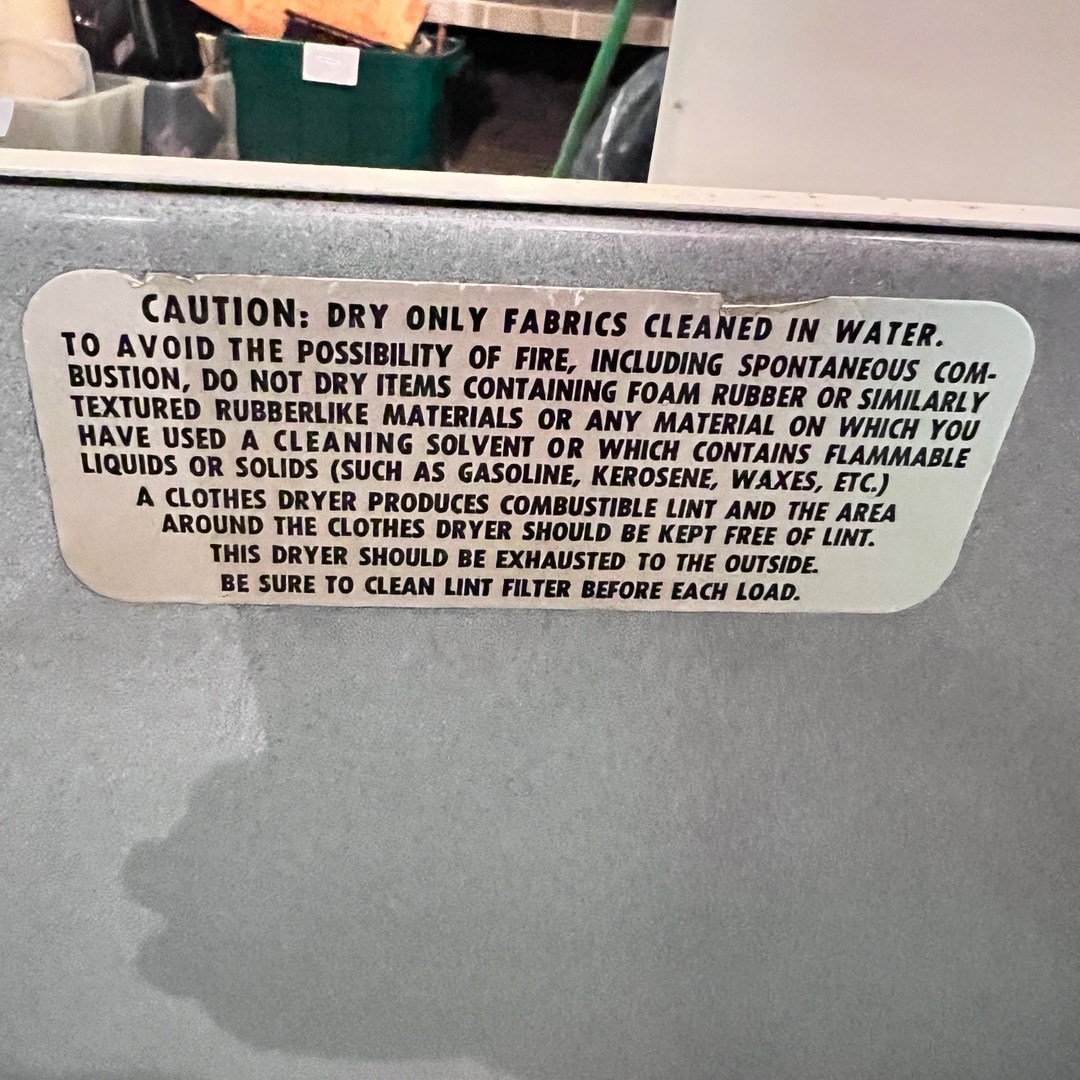 CAUTION: DRY ONLY FABRICS CLEANED IN WATER.
TO AVOID THE POSSIBILITY OF FIRE, INCLUDING SPONTANEOUS COM-
BUSTION, DO NOT DRY ITEMS CONTAINING FOAM RUBBER OR SIMILARLY
TEXTURED RUBBERLIKE MATERIALS OR ANY MATERIAL ON WHICH YOU
HAVE USED A CLEANING SOLVENT OR WHICH CONTAINS FLAMMABLE
LIQUIDS OR SOLIDS (SUCH AS GASOLINE, KEROSENE, WAXES, ETC.)
A CLOTHES DRYER PRODUCES COMBUSTIBLE LINT AND THE AREA
AROUND THE CLOTHES DRYER SHOULD BE KEPT FREE OF LINT.
THIS DRYER SHOULD BE EXHAUSTED TO THE OUTSIDE.
BE SURE TO CLEAN LINT FILTER BEFORE EACH LOAD.